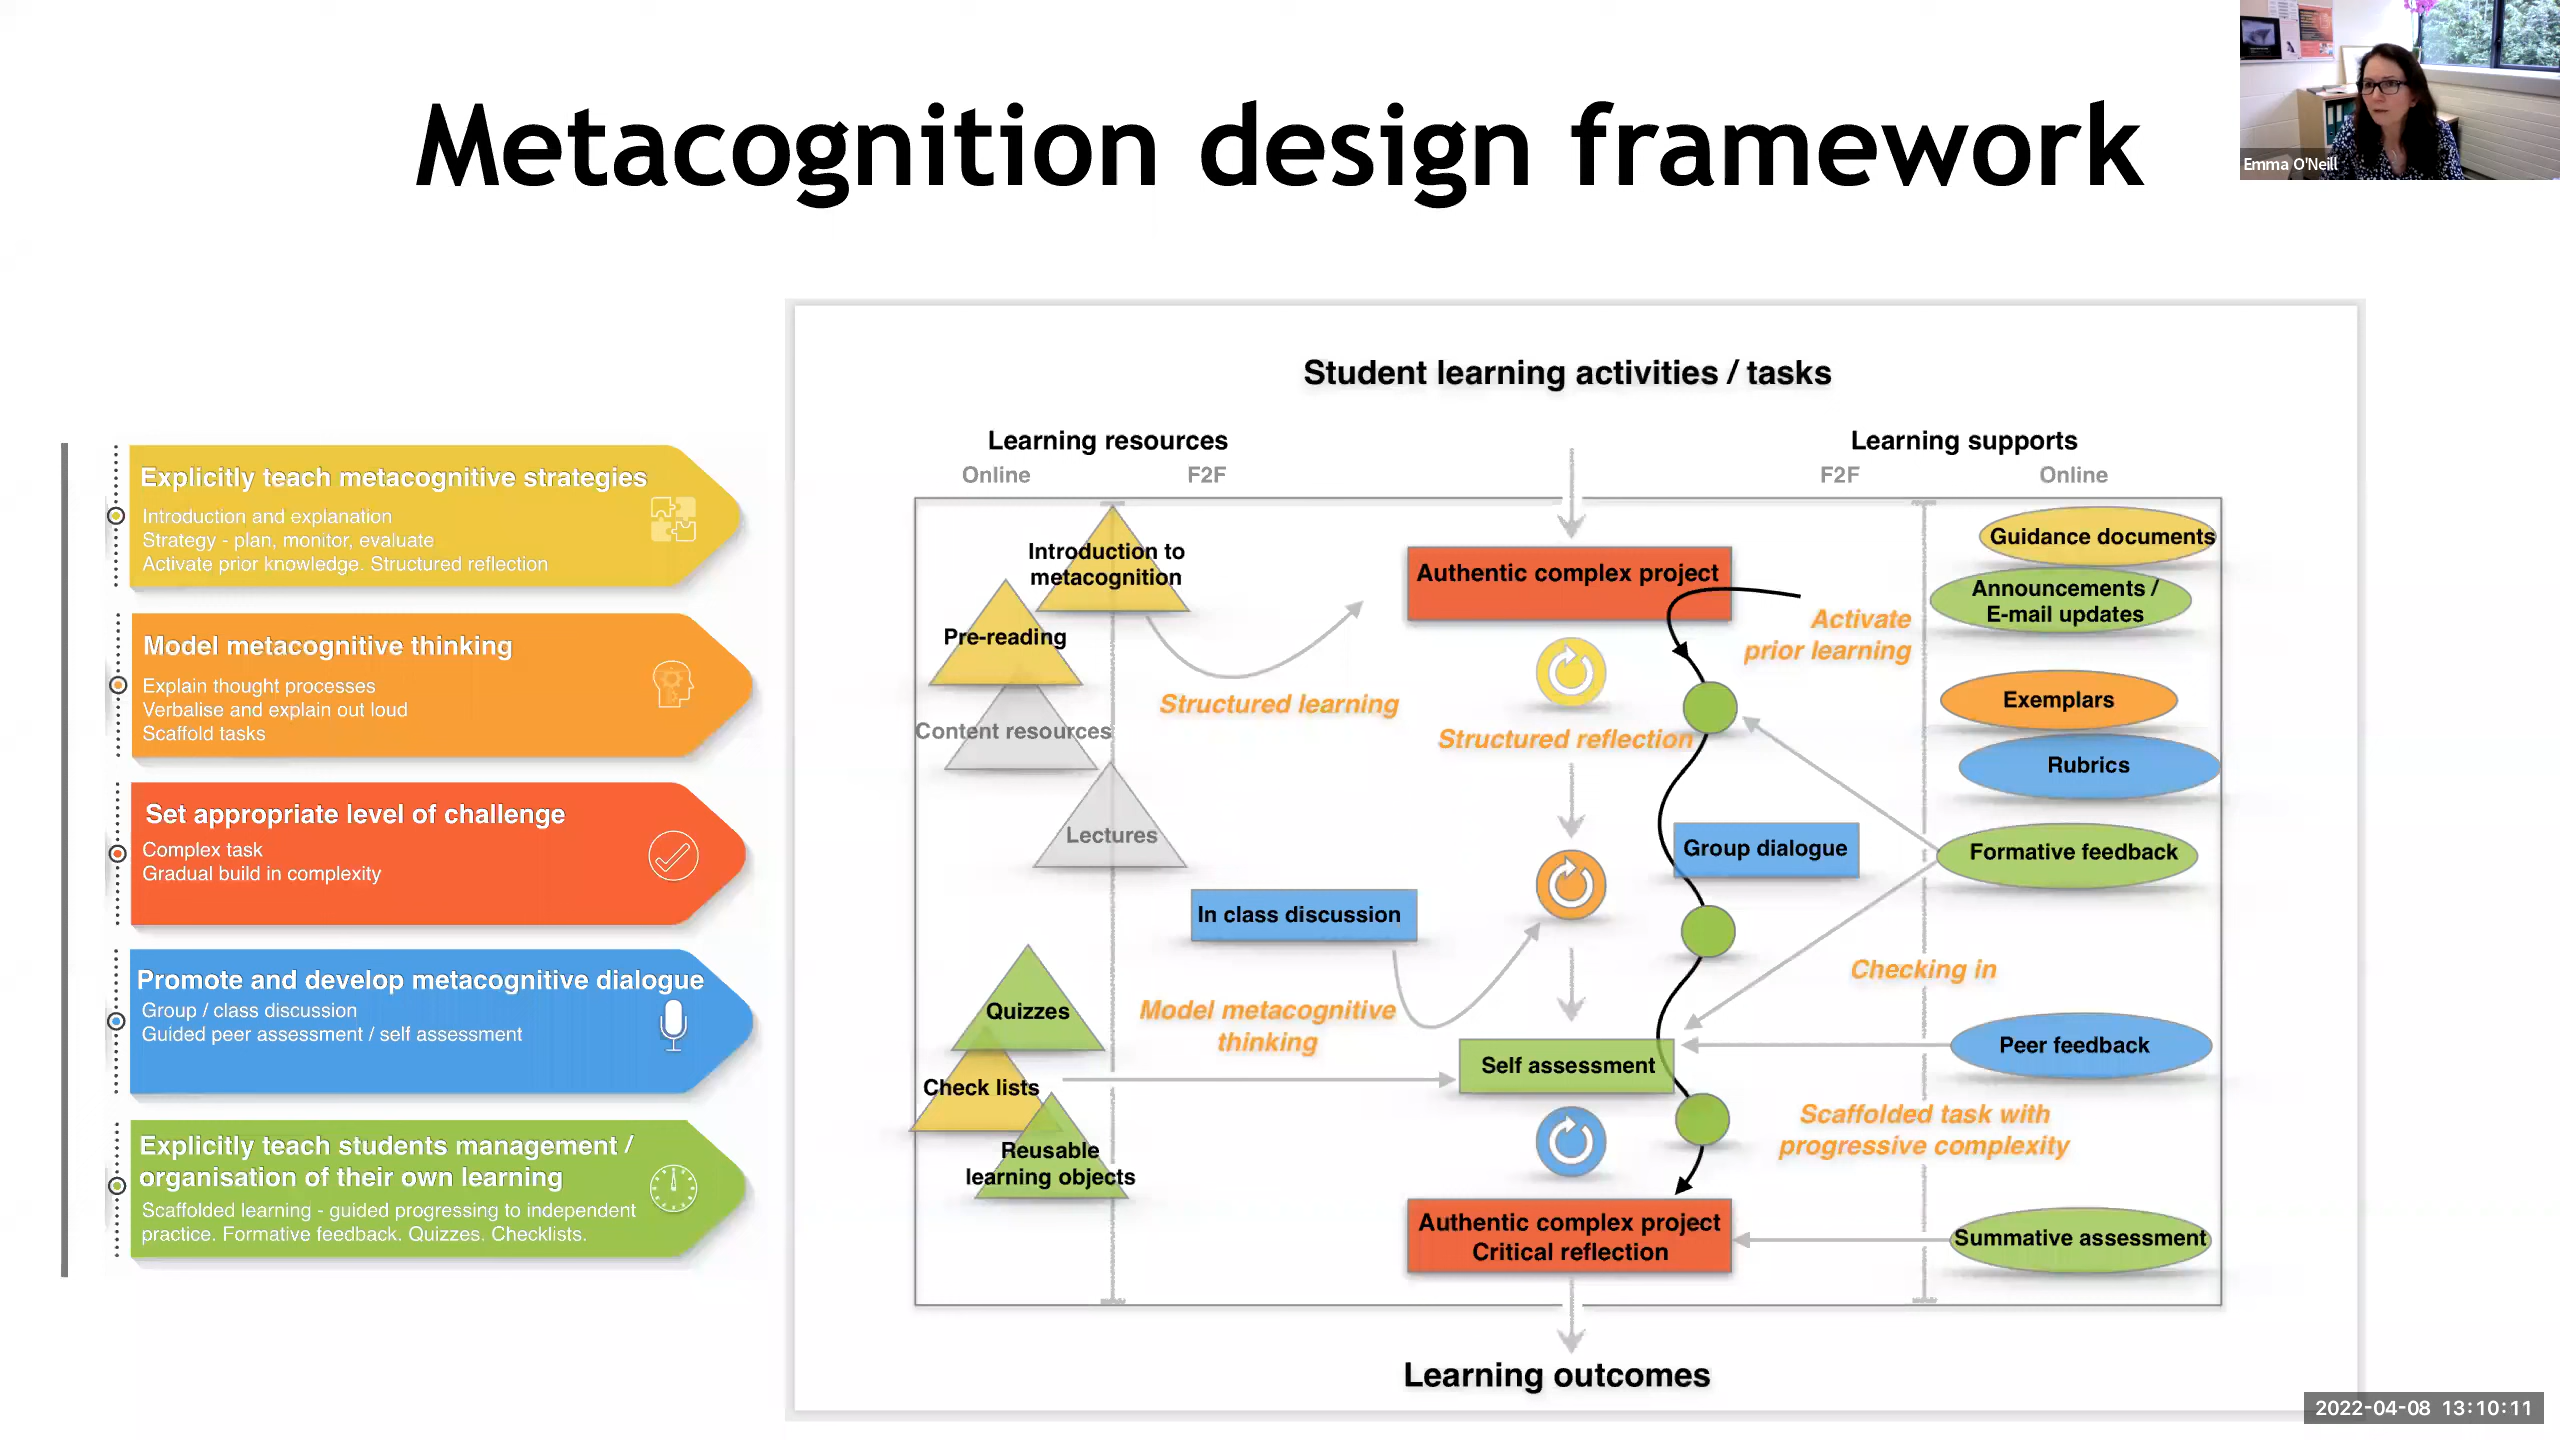 Metacognition design framework
Emma O'Neill
Explicitly teach metacognitive strategies
Introduction and explanation
Strategy - plan, monitor, evaluate
Activate prior knowledge. Structured reflection
Model metacognitive thinking
Explain thought processes
Verbalise and explain out loud
Scaffold tasks
Set appropriate level of challenge
Complex task
Gradual build in complexity
Promote and develop metacognitive dialogue
Group / class discussion
Guided peer assessment / self assessment
Explicitly teach students management /
organisation of their own learning
Scaffolded learning - guided progressing to independent
practice. Formative feedback. Quizzes. Checklists.
Student learning activities / tasks
Learning resources
Online
F2F
Learning supports
F2F
Online
Introduction to
metacognition
Pre-reading
Content resources
Lectures
Structured learning
In class discussion
Quizzes
Model metacognitive
thinking
Check lists
Reusable
learning objects
Authentic complex project
Activate
prior learning
Structured reflection
Group dialogue
Self assessment
Checking in
Scaffolded task with
progressive complexity
Authentic complex project
Critical reflection
Guidance documents
Announcements /
E-mail updates
Exemplars
Rubrics
Formative feedback
Peer feedback
Summative assessment
Learning outcomes
2022-04-08 13:10:11